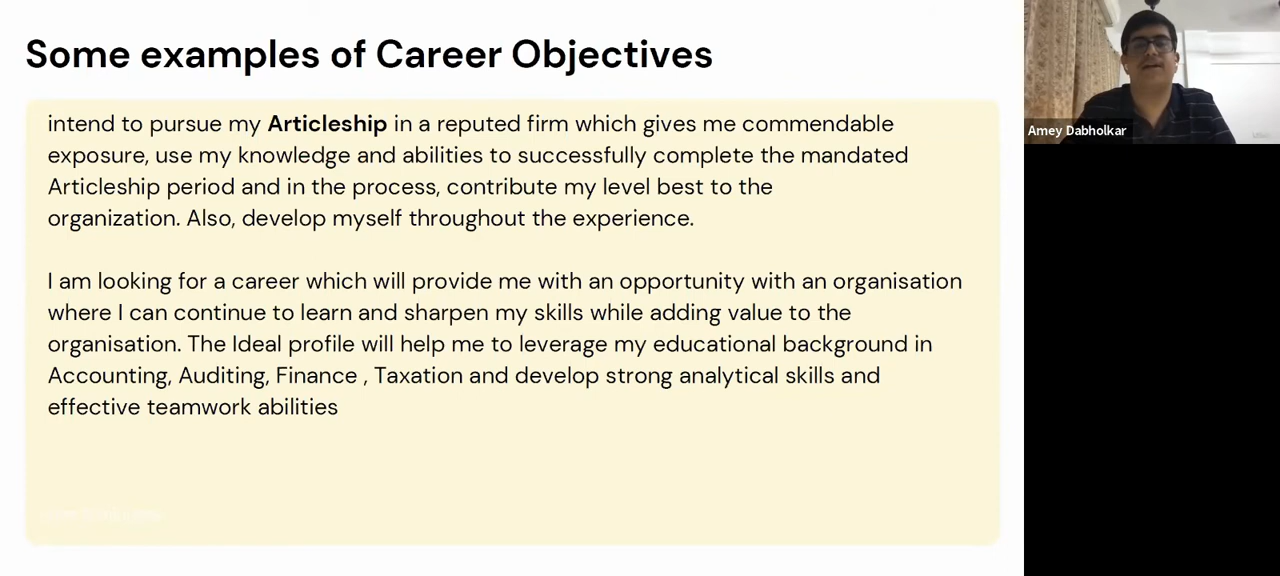 Some examples of Career Objectives
intend to pursue my Articleship in a reputed firm which gives me commendable
exposure, use my knowledge and abilities to successfully complete the mandated
Articleship period and in the process, contribute my level best to the
organization. Also, develop myself throughout the experience.
I am looking for a career which will provide me with an opportunity with an organisation
where I can continue to learn and sharpen my skills while adding value to the
organisation. The Ideal profile will help me to leverage my educational background in
Accounting, Auditing, Finance , Taxation and develop strong analytical skills and
effective teamwork abilities
Amey Dabholkar